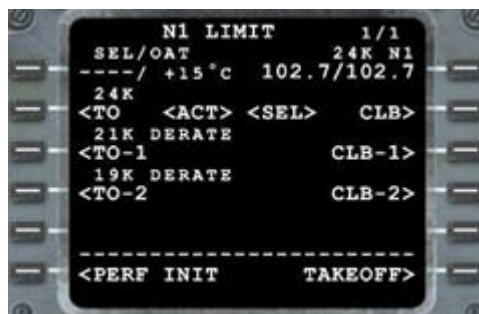 N1 LIMIT 1/1
SEL/OAT 24K N1
----/ +15°C 102.7/102.7
24K
<TO <ACT> <SEL> CLB>
21K DERATE
<TO-1 CLB-1>
19K DERATE
<TO-2 CLB-2>
------------------------
<PERF INIT TAKEOFF>